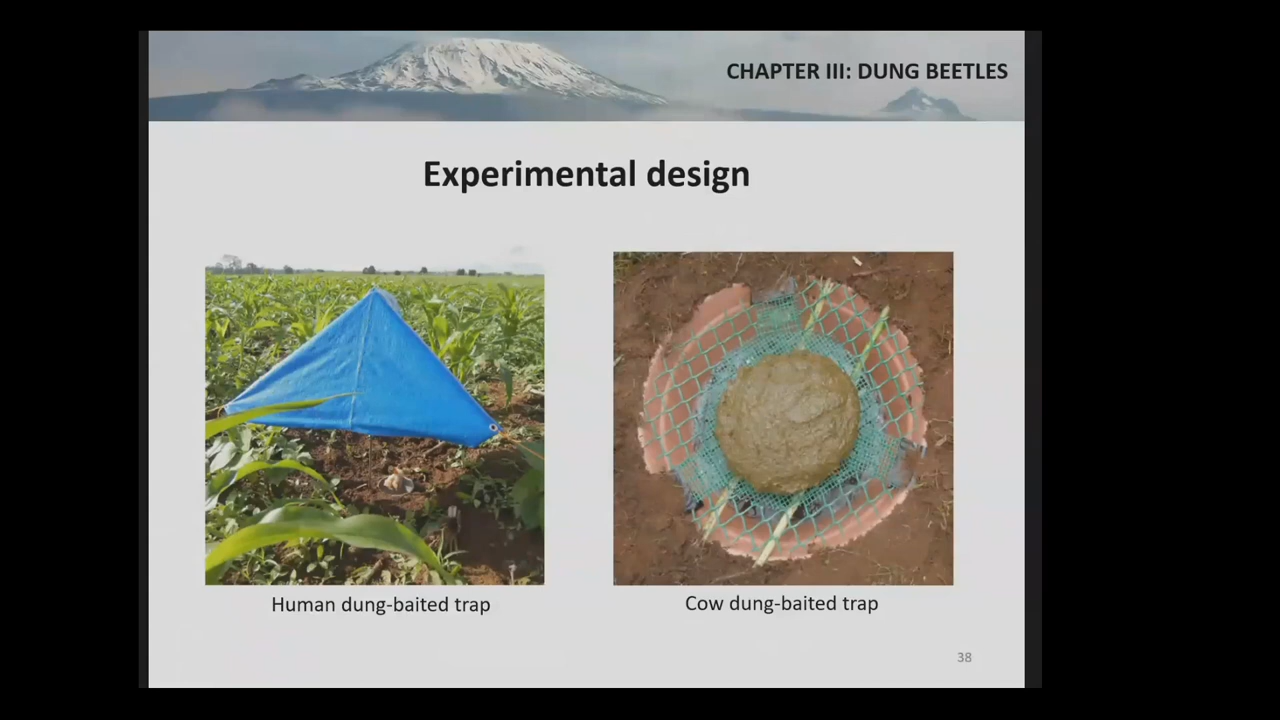 CHAPTER III: DUNG BEETLES
Experimental design
Human dung-baited trap
Cow dung-baited trap
38